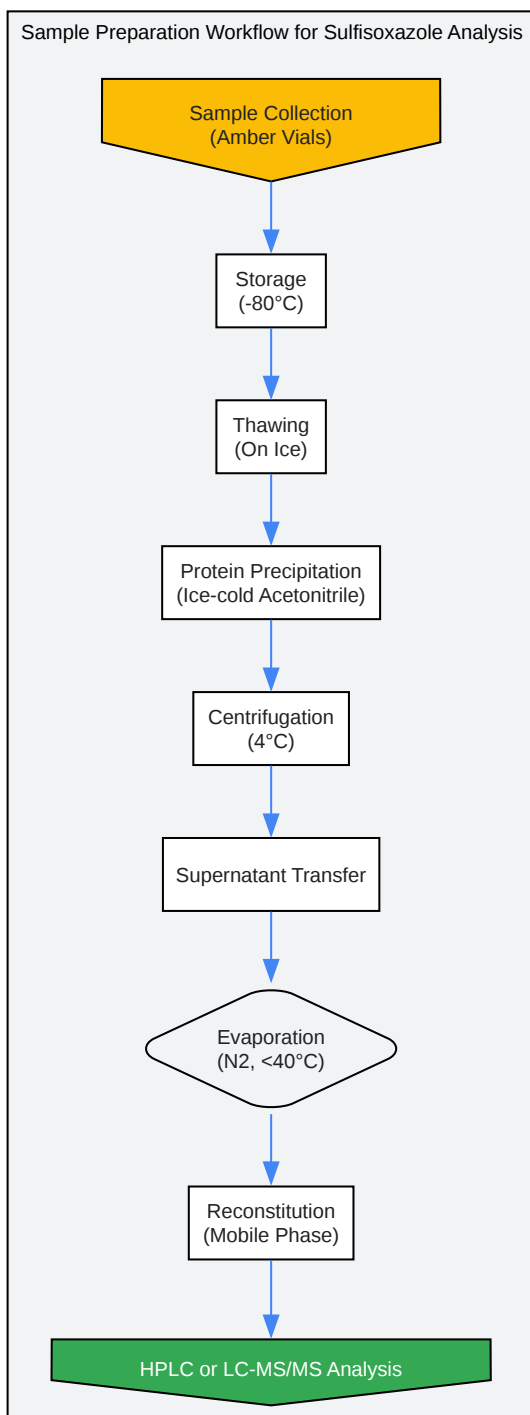 Sample Preparation Workflow for Sulfisoxazole Analysis
Sample Collection
(Amber Vials)
Storage
(-80°C)
Thawing
(On Ice)
Protein Precipitation
(Ice-cold Acetonitrile)
Centrifugation
(4°C)
Supernatant Transfer
Evaporation
(N2, <40°C)
Reconstitution
(Mobile Phase)
HPLC or LC-MS/MS Analysis